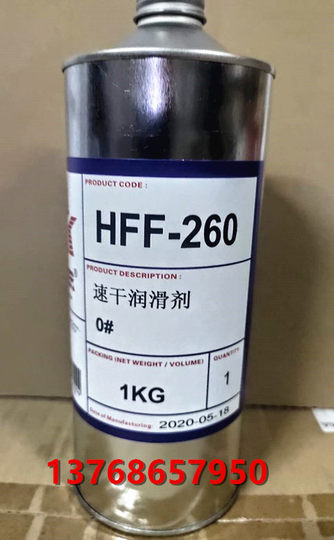 PRODUCT CODE :
HFF-260
PRODUCT DESCRIPTION :
速干润滑剂
0#
PACKING (NET WEIGHT / VOLUME)
QUANTITY
1KG
1
Date of Manufacturing: 2020-05-18
13768657950